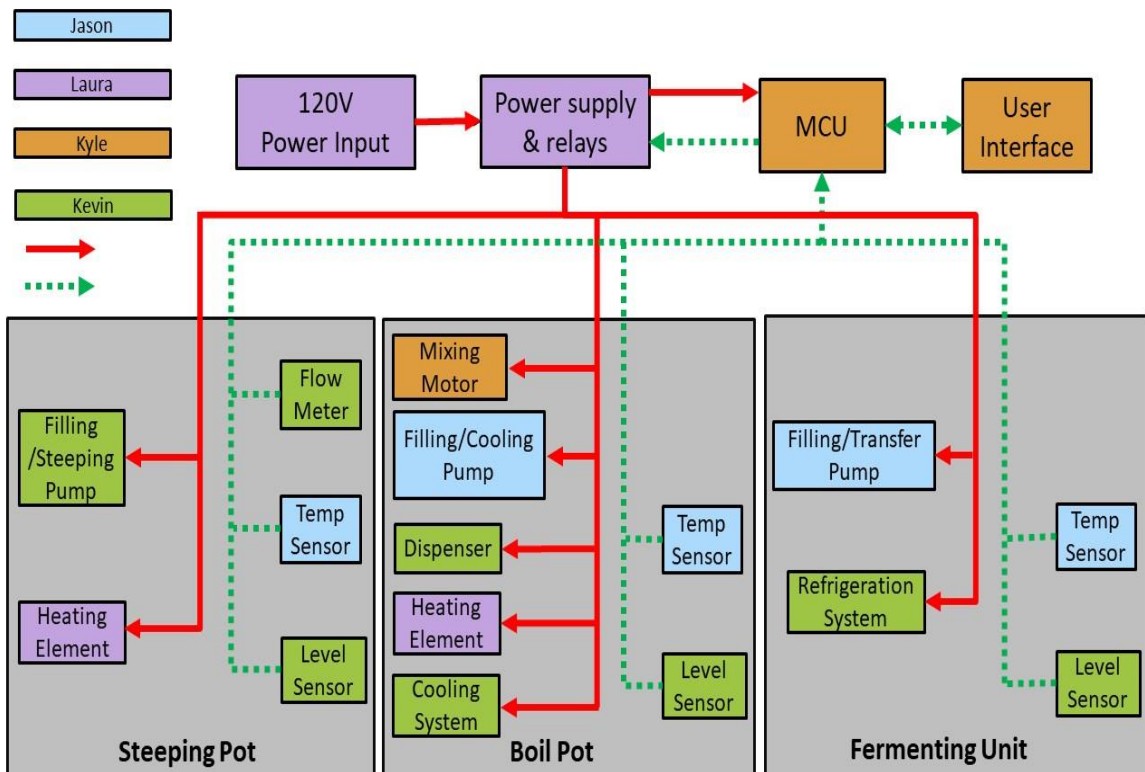 Jason
Laura
Kyle
Kevin
120V
Power Input
Power supply
& relays
MCU
User
Interface
Filling
/Steeping
Pump
Heating
Element
Flow
Meter
Temp
Sensor
Level
Sensor
Steeping Pot
Mixing
Motor
Filling/Cooling
Pump
Dispenser
Heating
Element
Cooling
System
Temp
Sensor
Level
Sensor
Boil Pot
Filling/Transfer
Pump
Refrigeration
System
Temp
Sensor
Level
Sensor
Fermenting Unit